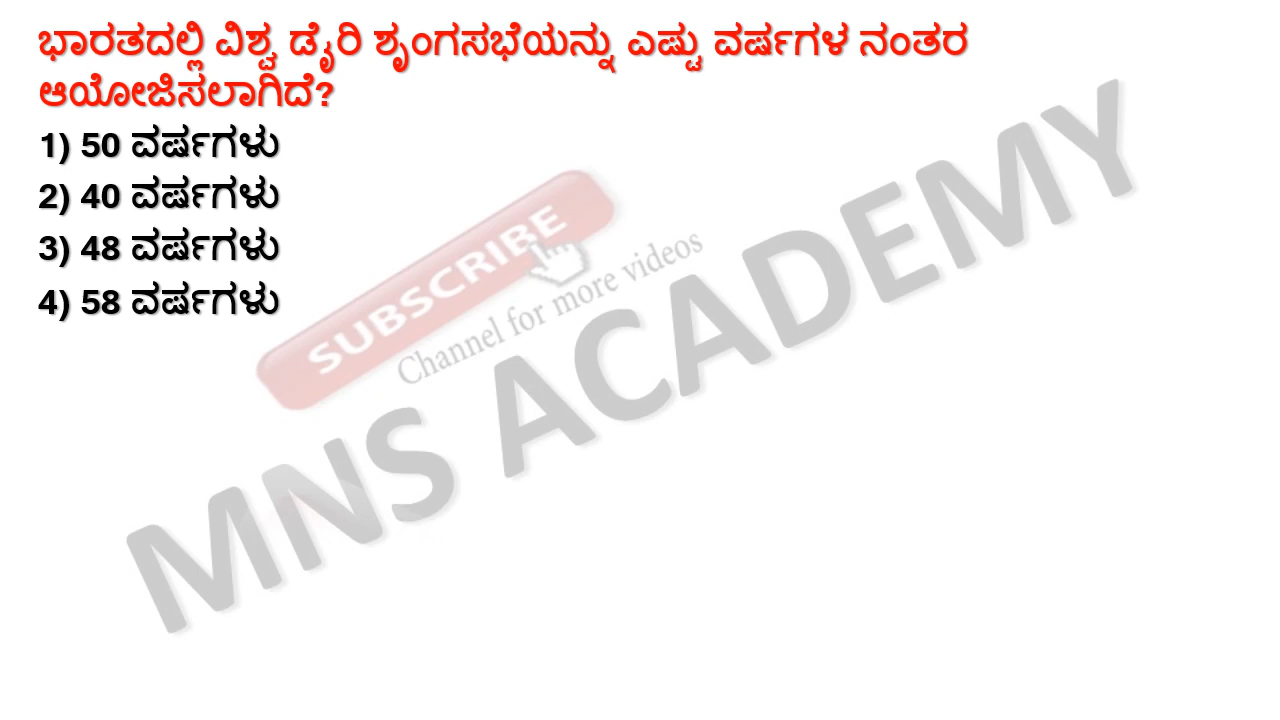 ಭಾರತದಲ್ಲಿ ವಿಶ್ವ ಡೈರಿ ಶೃಂಗಸಭೆಯನ್ನು ಎಷ್ಟು ವರ್ಷಗಳ ನಂತರ
ಆಯೋಜಿಸಲಾಗಿದೆ?
1) 50 ವರ್ಷಗಳು
2) 40 ವರ್ಷಗಳು
3) 48 ವರ್ಷಗಳು
4) 58 ವರ್ಷಗಳು
SUBSCRIBE
Channel for more videos
MNS ACADEMY